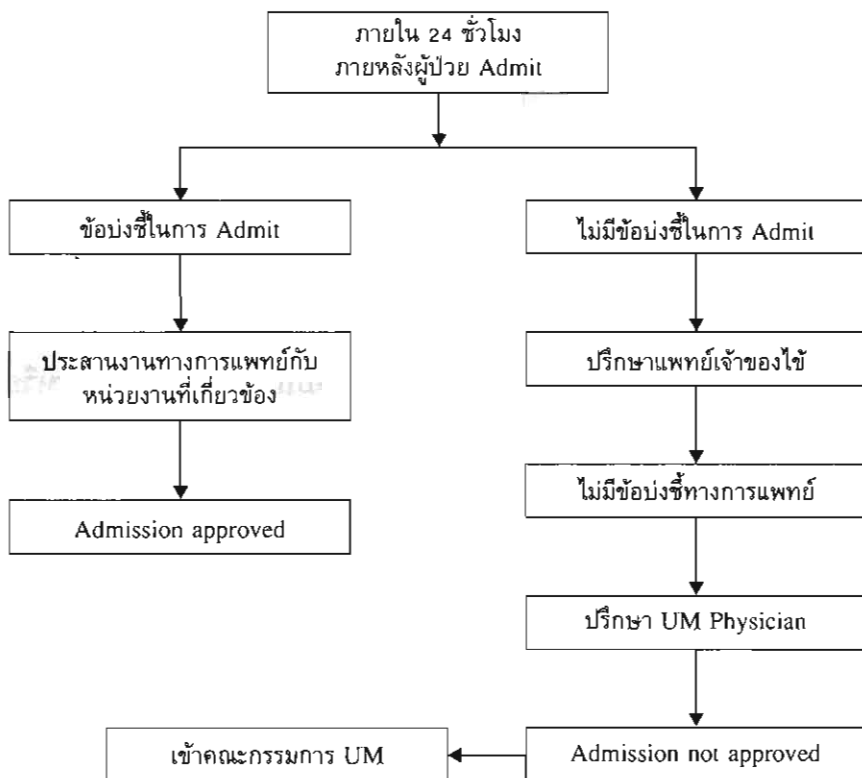 ภายใน 24 ชั่วโมง
ภายหลังผู้ป่วย Admit
ข้อบ่งชี้ในการ Admit
ไม่มีข้อบ่งชี้ในการ Admit
ประสานงานทางการแพทย์กับ
หน่วยงานที่เกี่ยวข้อง
ปรึกษาแพทย์เจ้าของไข้
ไม่มีข้อบ่งชี้ทางการแพทย์
Admission approved
ปรึกษา UM Physician
เข้าคณะกรรมการ UM
Admission not approved